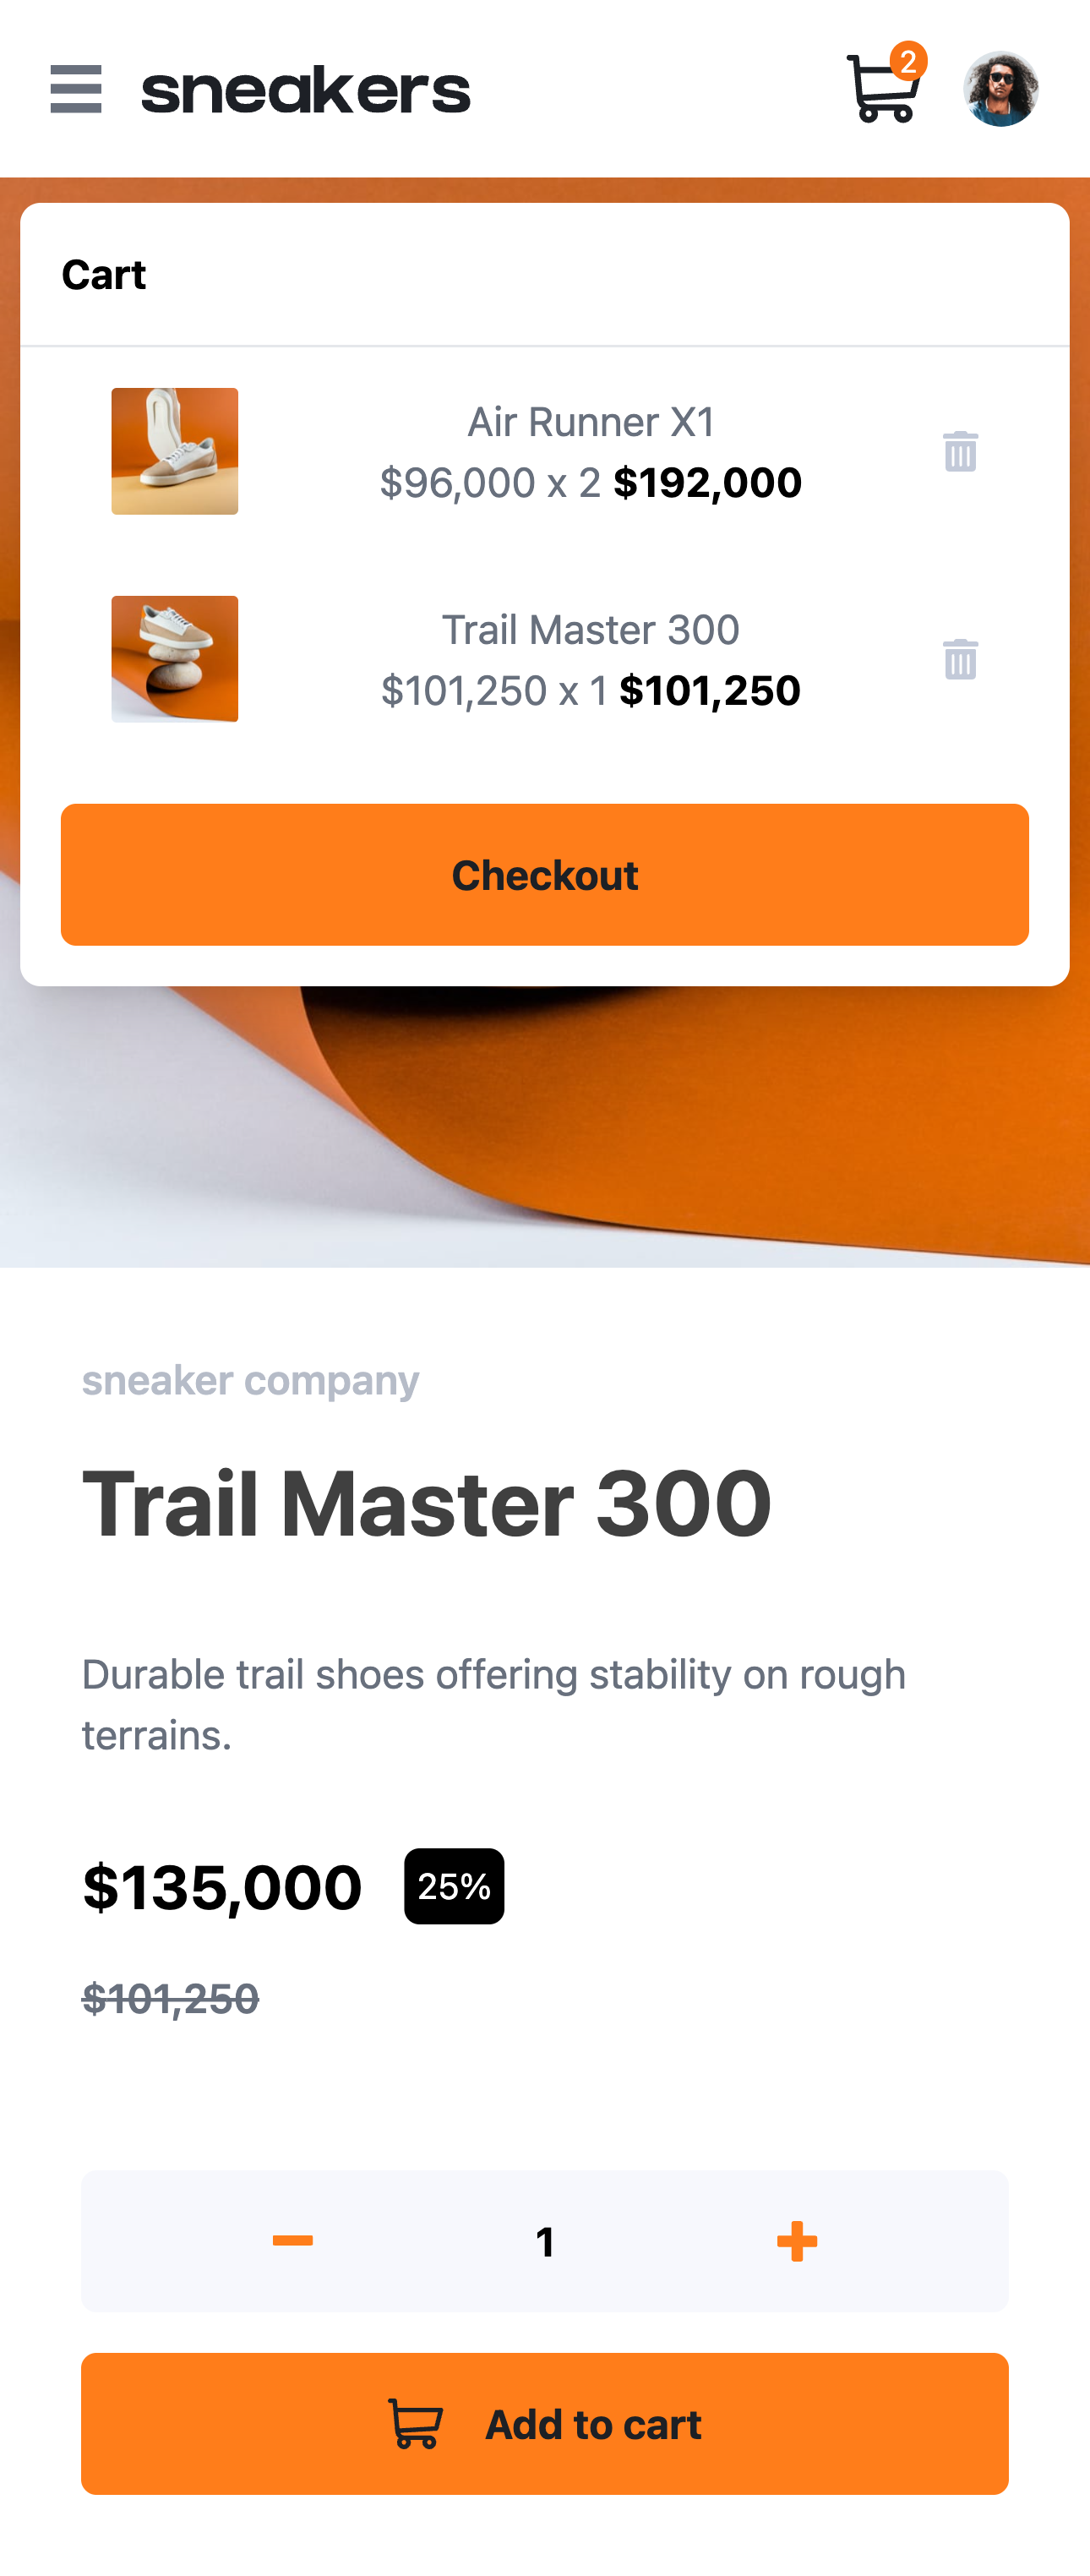 sneakers
2
Cart
Air Runner X1
$96,000 x 2 $192,000
Trail Master 300
$101,250 x 1 $101,250
Checkout
sneaker company
Trail Master 300
Durable trail shoes offering stability on rough
terrains.
$135,000 25%
$101,250
1
Add to cart